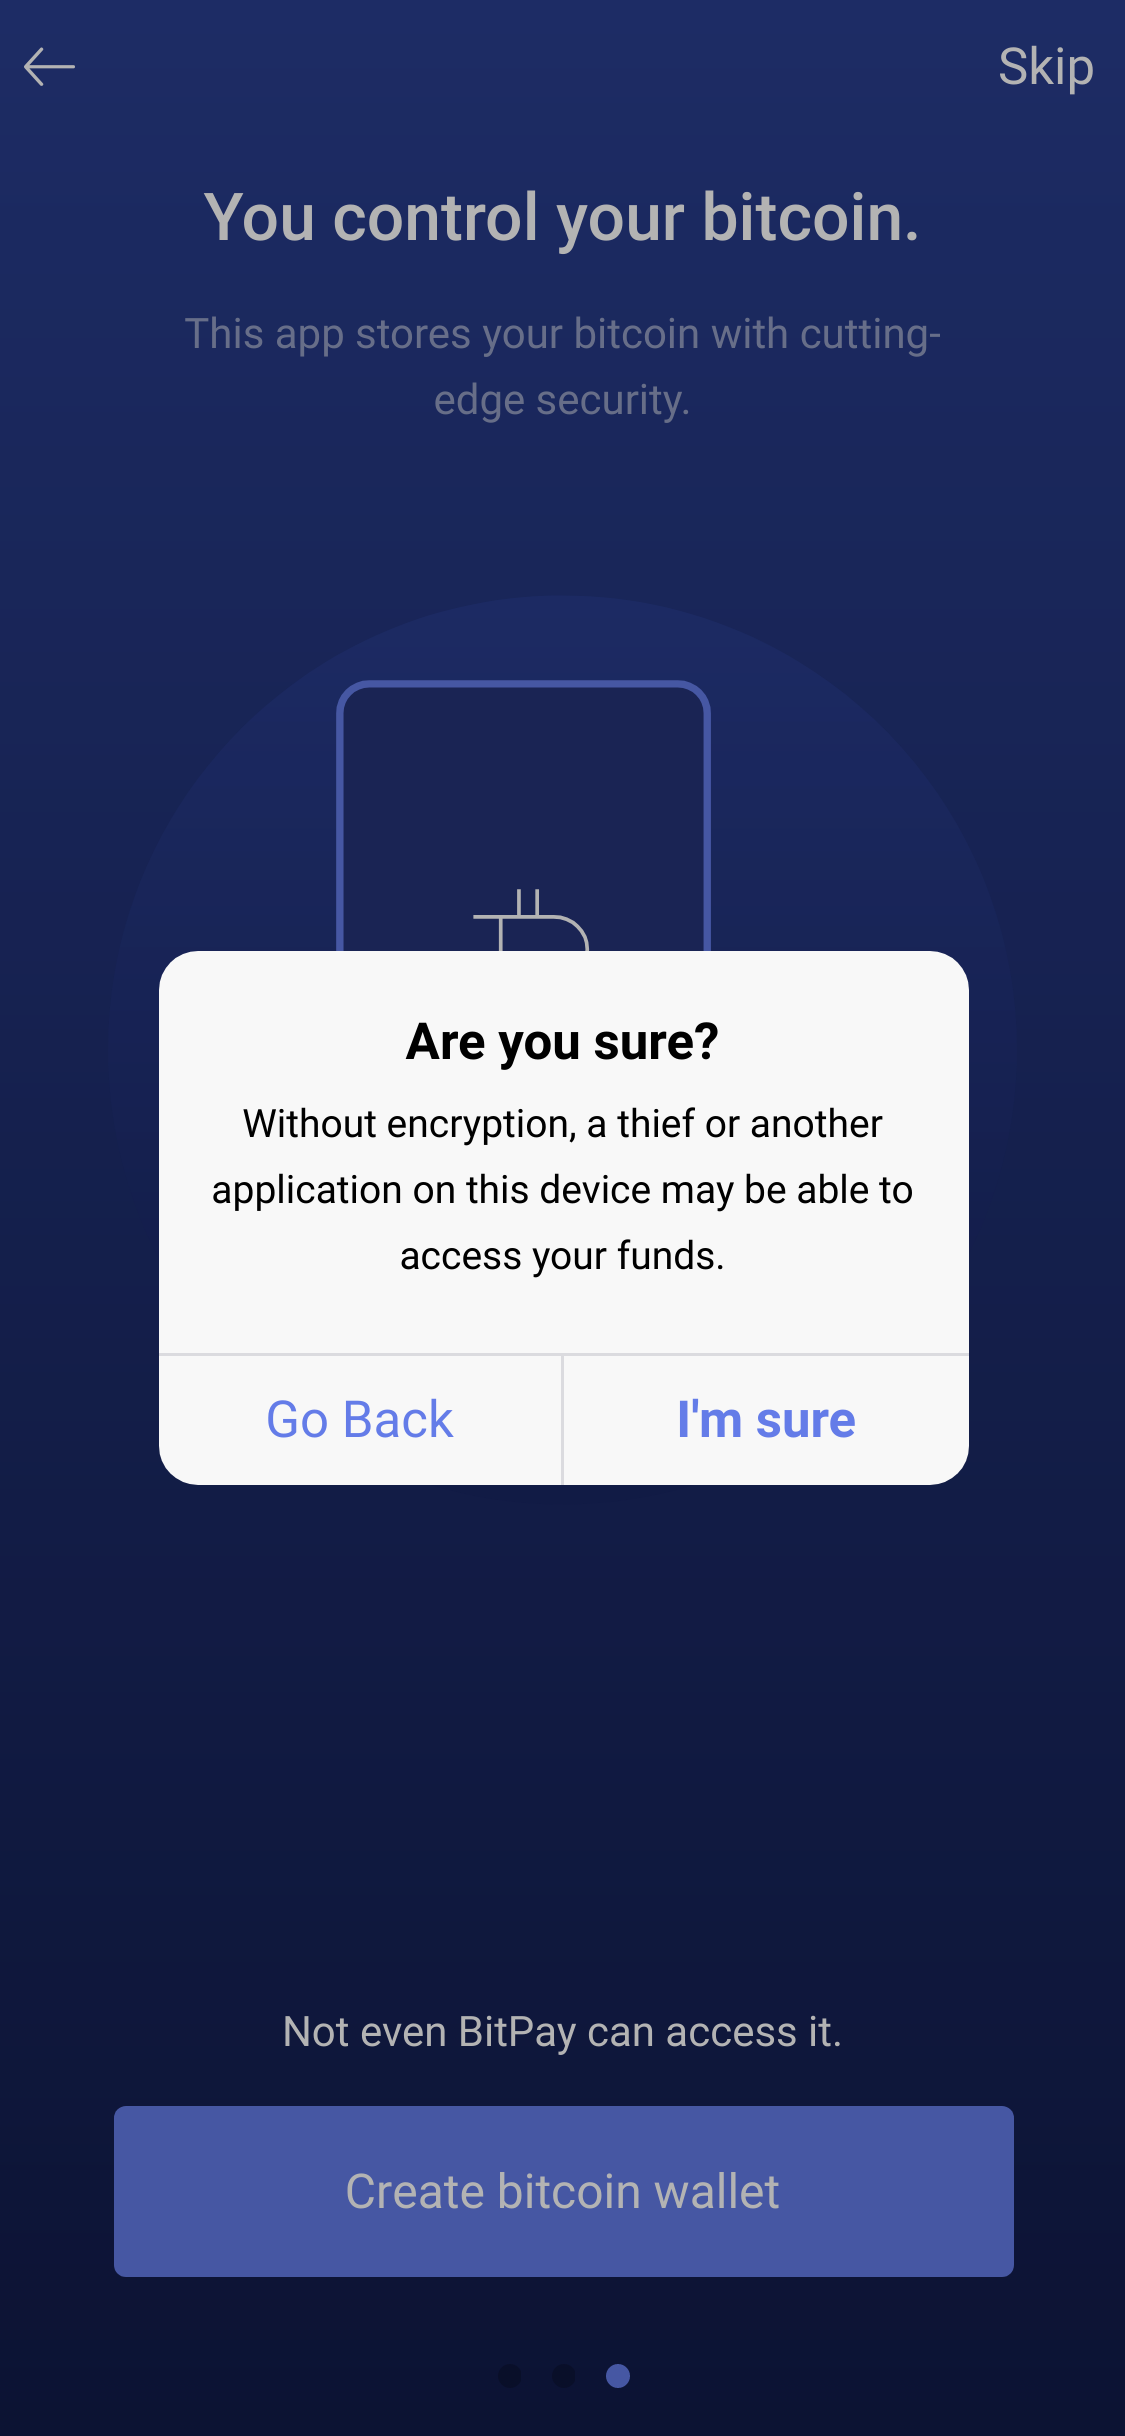 Skip
You control your bitcoin.
This app stores your bitcoin with cutting-
edge security.
Are you sure?
Without encryption, a thief or another
application on this device may be able to
access your funds.
Go Back
I'm sure
Not even BitPay can access it.
Create bitcoin wallet